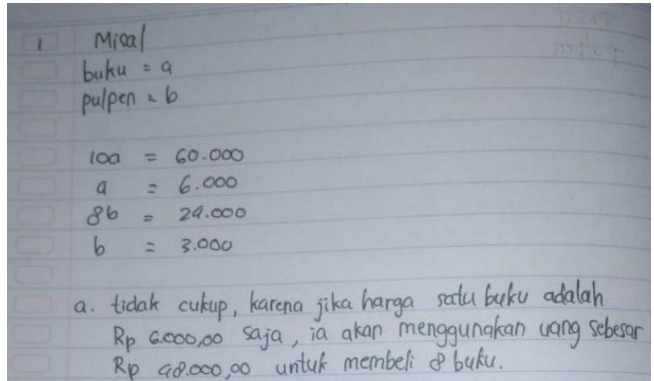 1 Misal
buku = a
pulpen = b
10a = 60.000
a = 6.000
8b = 24.000
b = 3.000
a. tidak cukup, karena jika harga satu buku adalah
Rp 6.000,00 saja, ia akan menggunakan uang sebesar
Rp 48.000,00 untuk membeli 8 buku.